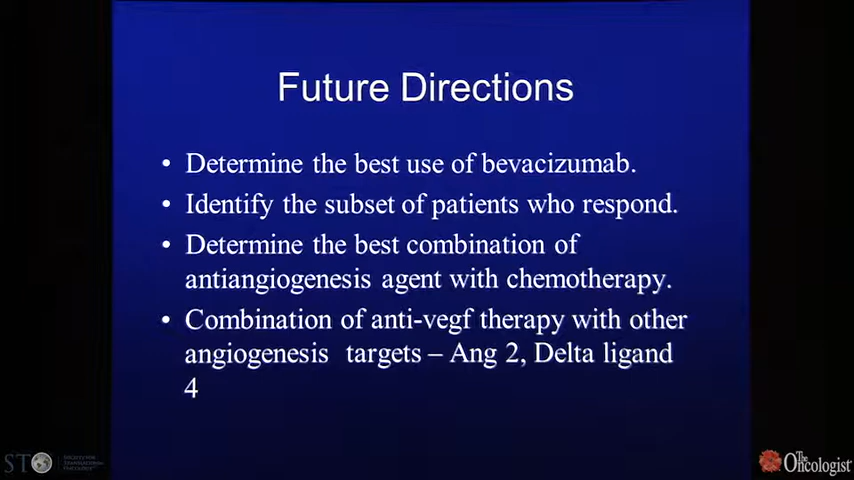 Future Directions
• Determine the best use of bevacizumab.
• Identify the subset of patients who respond.
• Determine the best combination of
antiangiogenesis agent with chemotherapy.
• Combination of anti-vegf therapy with other
angiogenesis targets – Ang 2, Delta ligand
4
STO
The
Oncologist